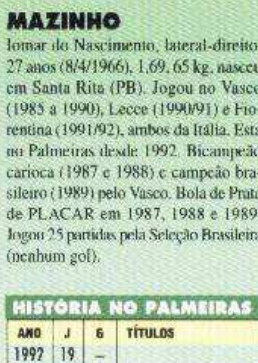 MAZINHO
Iomar do Nascimento, lateral-direito,
27 anos (8/4/1966), 1,69, 65 kg, nasceu
em Santa Rita (PB). Jogou no Vasco
(1985 a 1990), Lecce (1990/91) e Fio-
rentina (1991/92), ambos da Itália. Está
no Palmeiras desde 1992. Bicampeão
carioca (1987 e 1988) e campeão bra-
sileiro (1989) pelo Vasco. Bola de Prata
de PLACAR em 1987, 1988 e 1989.
Jogou 25 partidas pela Seleção Brasileira
(nenhum gol).
HISTÓRIA NO PALMEIRAS
ANO J G TÍTULOS
1992 19 –